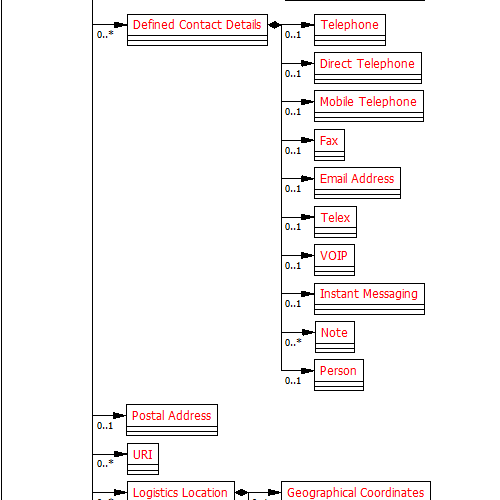 Defined Contact Details
0..*
Telephone
0..1
Direct Telephone
0..1
Mobile Telephone
0..1
Fax
0..1
Email Address
0..1
Telex
0..1
VOIP
0..1
Instant Messaging
0..1
Note
0..*
Person
0..1
Postal Address
0..1
URI
0..*
Logistics Location
Geographical Coordinates